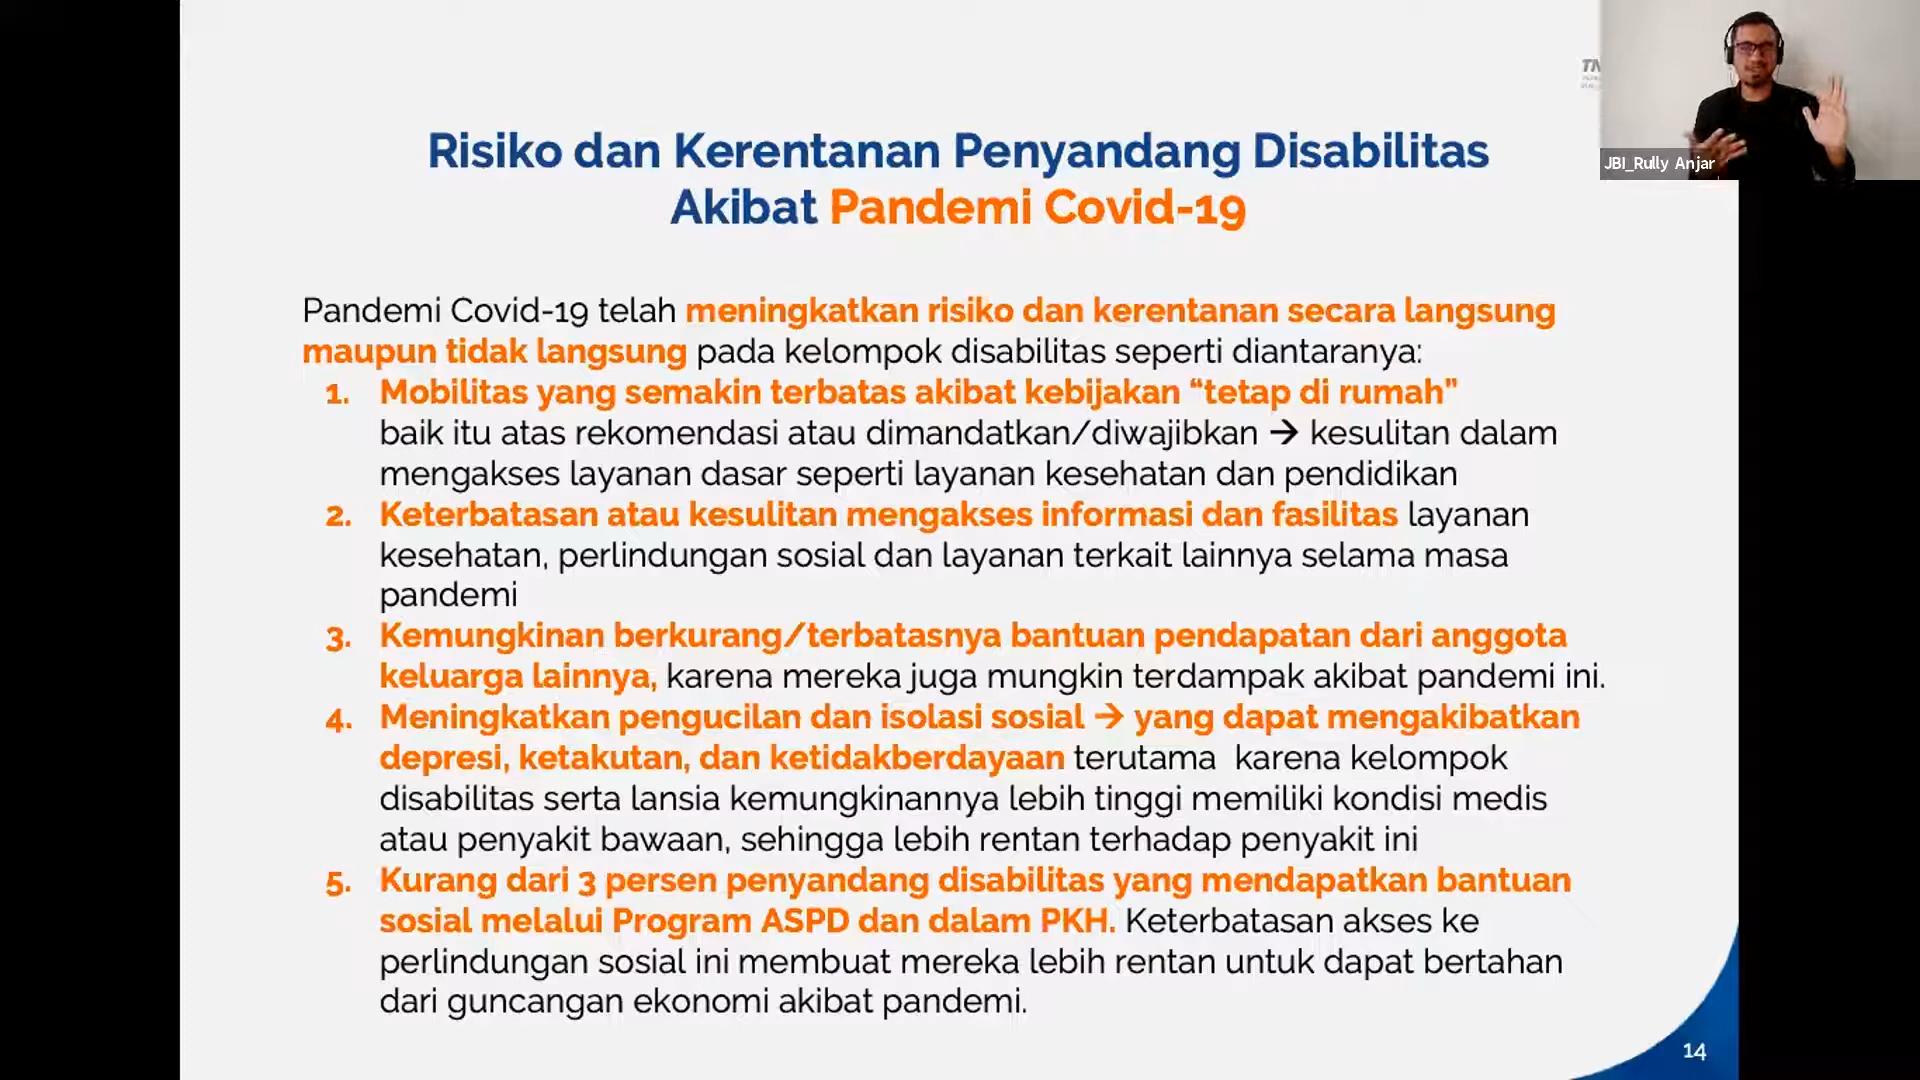 Risiko dan Kerentanan Penyandang Disabilitas
Akibat Pandemi Covid-19
JBI_Rully Anjar
Pandemi Covid-19 telah meningkatkan risiko dan kerentanan secara langsung
maupun tidak langsung pada kelompok disabilitas seperti diantaranya:
1. Mobilitas yang semakin terbatas akibat kebijakan “tetap di rumah”
baik itu atas rekomendasi atau dimandatkan/diwajibkan → kesulitan dalam
mengakses layanan dasar seperti layanan kesehatan dan pendidikan
2. Keterbatasan atau kesulitan mengakses informasi dan fasilitas layanan
kesehatan, perlindungan sosial dan layanan terkait lainnya selama masa
pandemi
3. Kemungkinan berkurang/terbatasnya bantuan pendapatan dari anggota
keluarga lainnya, karena mereka juga mungkin terdampak akibat pandemi ini.
4. Meningkatkan pengucilan dan isolasi sosial → yang dapat mengakibatkan
depresi, ketakutan, dan ketidakberdayaan terutama karena kelompok
disabilitas serta lansia kemungkinannya lebih tinggi memiliki kondisi medis
atau penyakit bawaan, sehingga lebih rentan terhadap penyakit ini
5. Kurang dari 3 persen penyandang disabilitas yang mendapatkan bantuan
sosial melalui Program ASPD dan dalam PKH. Keterbatasan akses ke
perlindungan sosial ini membuat mereka lebih rentan untuk dapat bertahan
dari guncangan ekonomi akibat pandemi.
14